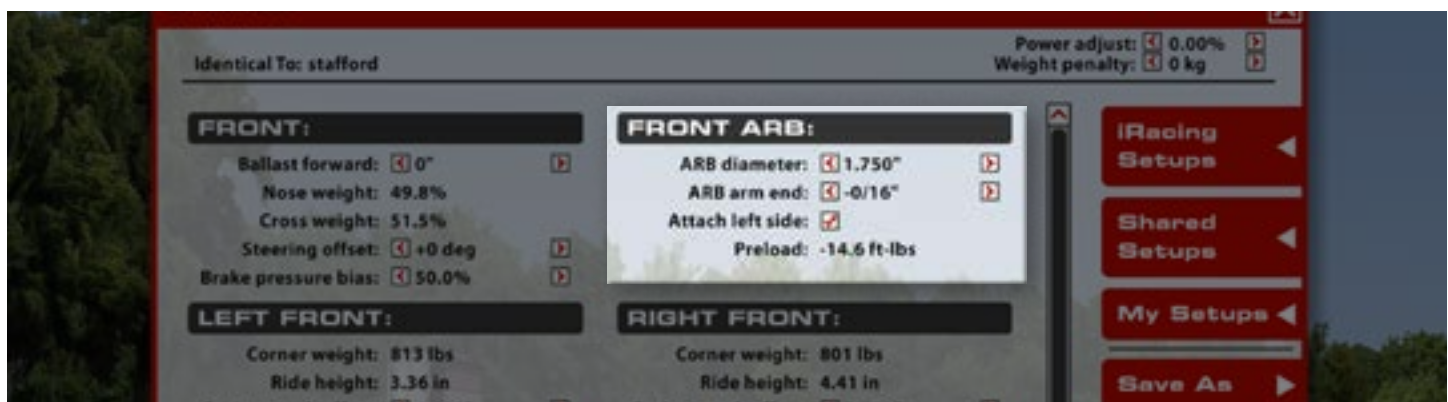 Identical To: stafford
Power adjust: 0.00%
Weight penalty: 0 kg
FRONT:
Ballast forward: 0"
Nose weight: 49.8%
Cross weight: 51.5%
Steering offset: +0 deg
Brake pressure bias: 50.0%
FRONT ARB:
ARB diameter: 1.750"
ARB arm end: -0/16"
Attach left side:
Preload: -14.6 ft-lbs
LEFT FRONT:
Corner weight: 813 lbs
Ride height: 3.36 in
RIGHT FRONT:
Corner weight: 801 lbs
Ride height: 4.41 in
iRacing
Setups
Shared
Setups
My Setups
Save As